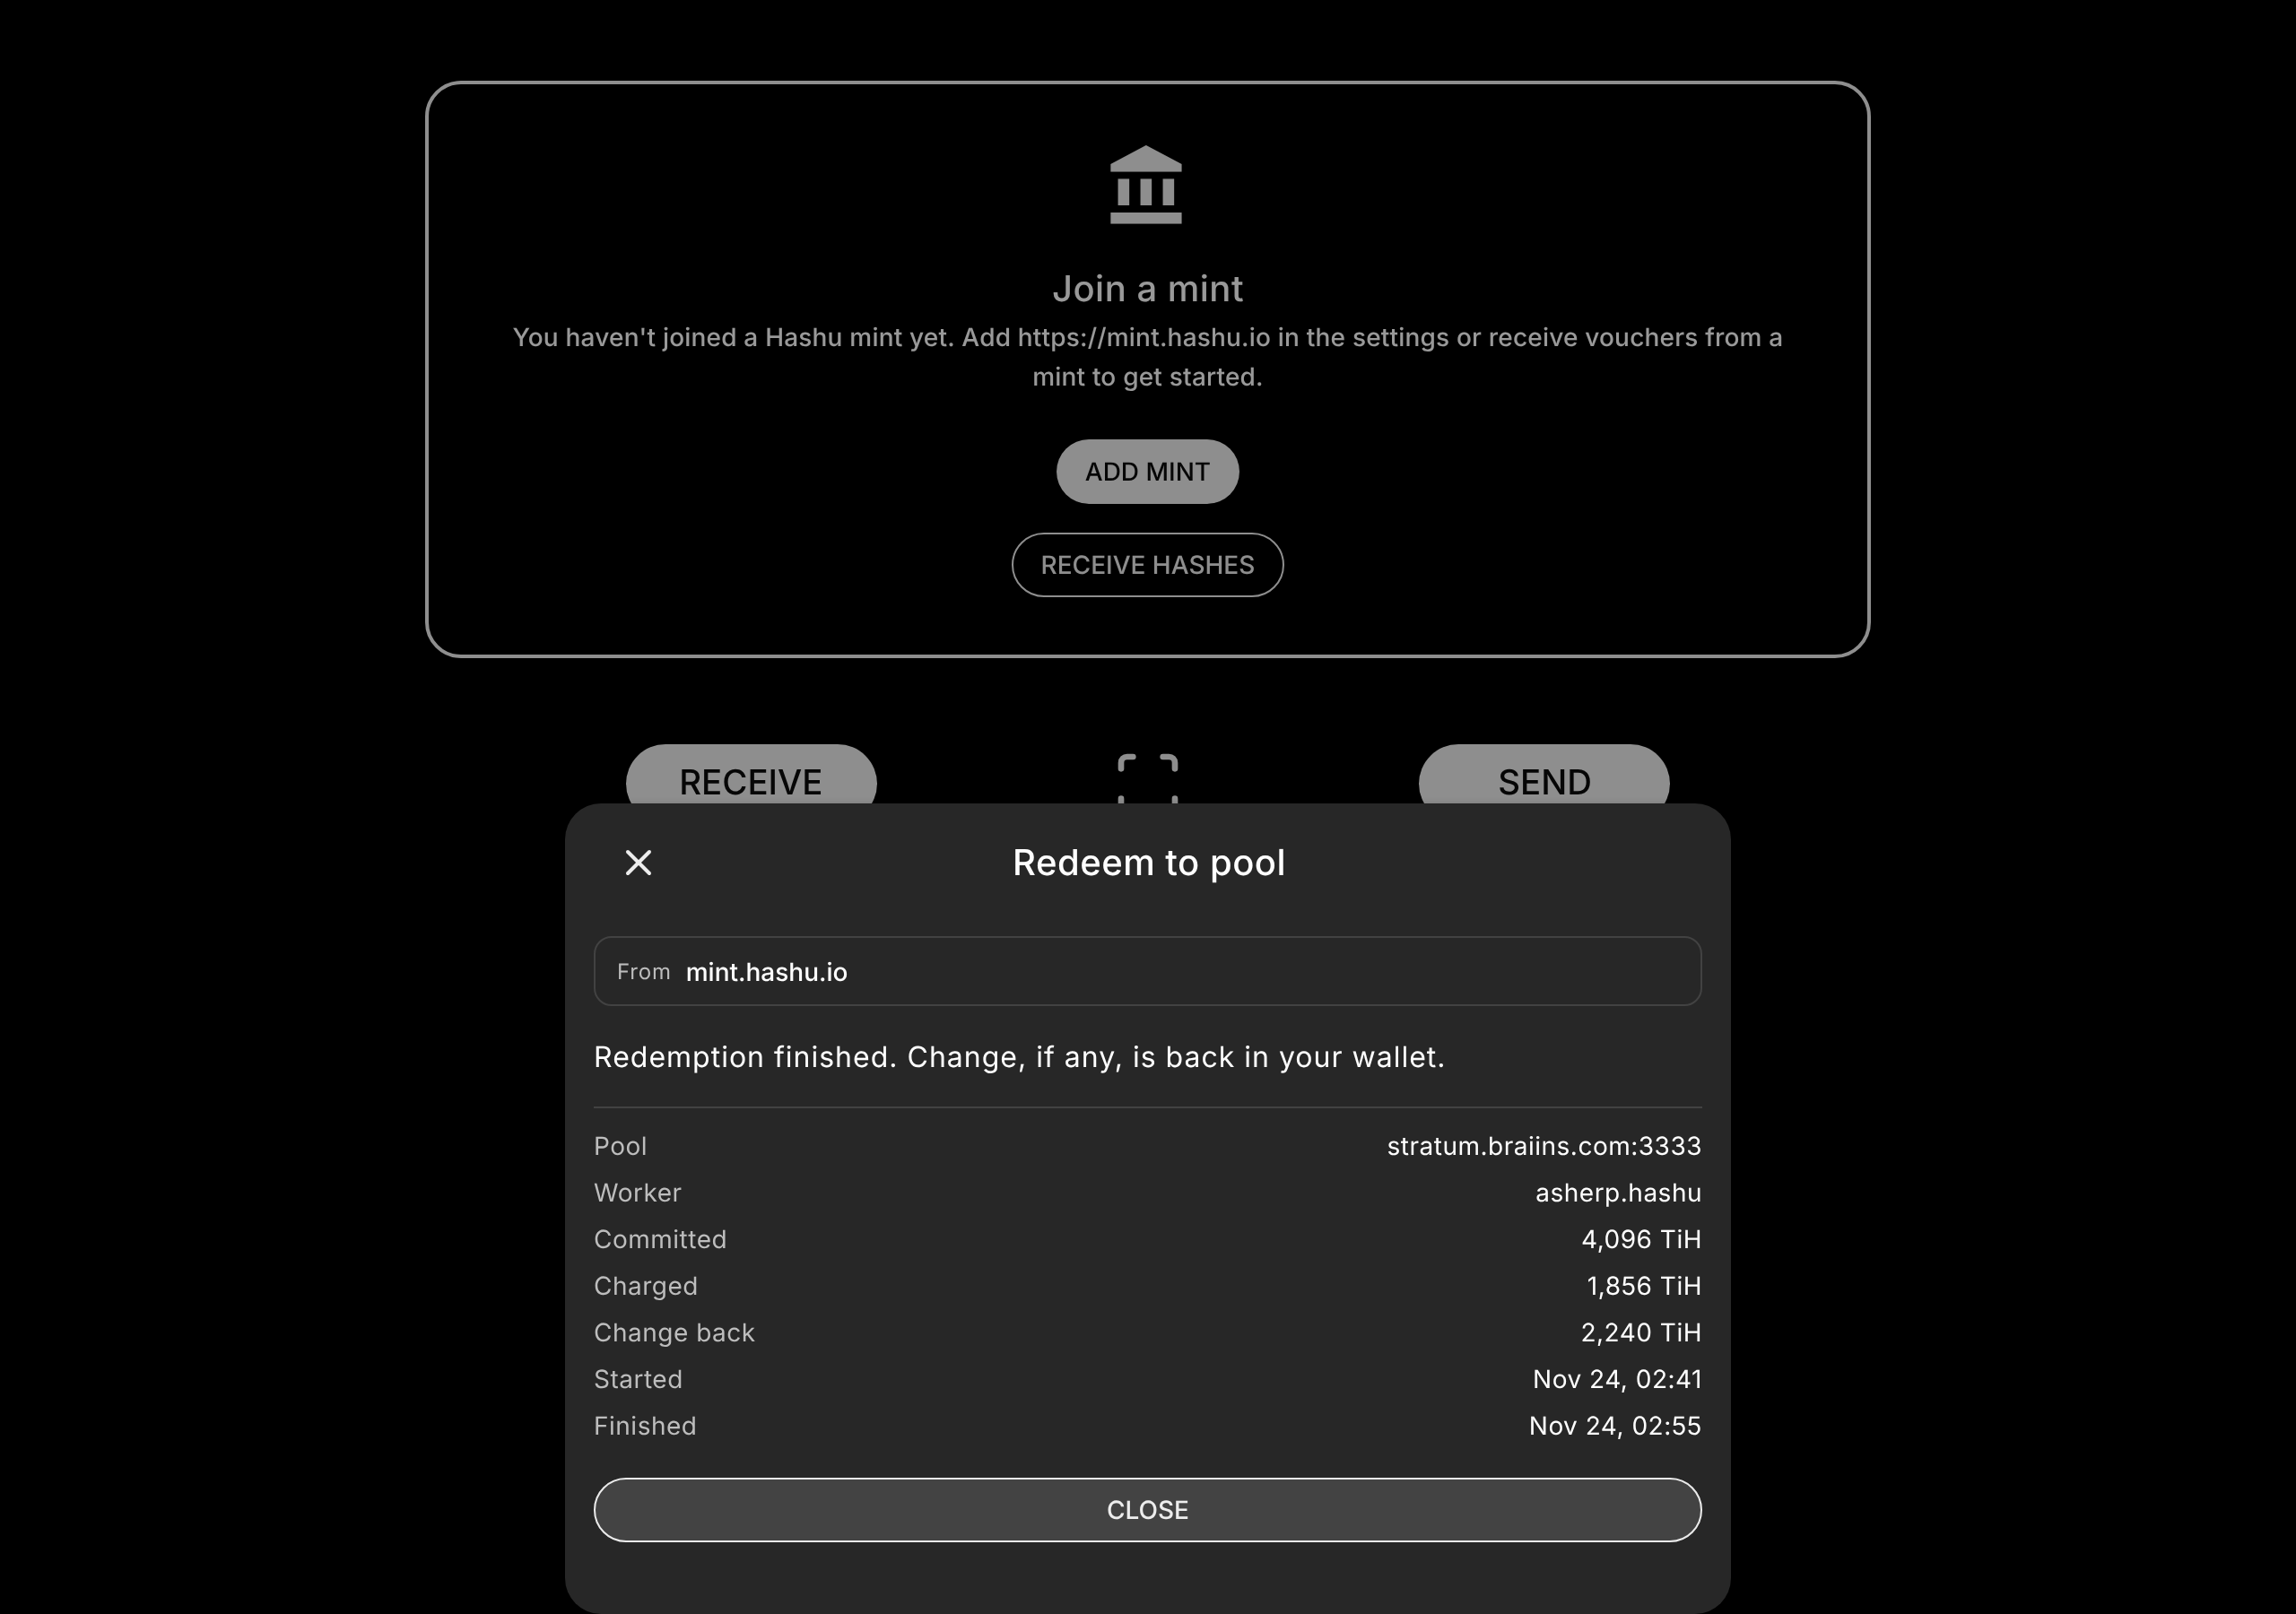 Join a mint
You haven't joined a Hashu mint yet. Add https://mint.hashu.io in the settings or receive vouchers from a
mint to get started.
ADD MINT
RECEIVE HASHES
RECEIVE
SEND
Redeem to pool
From mint.hashu.io
Redemption finished. Change, if any, is back in your wallet.
Pool stratum.braiins.com:3333
Worker asherp.hashu
Committed 4,096 TiH
Charged 1,856 TiH
Change back 2,240 TiH
Started Nov 24, 02:41
Finished Nov 24, 02:55
CLOSE